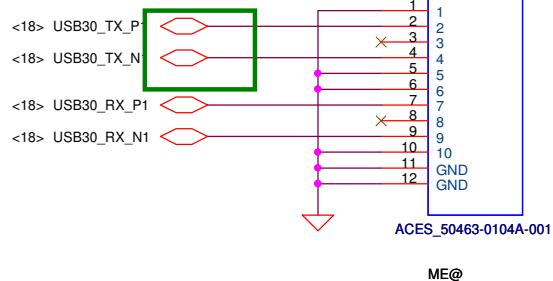 1 1
<18> USB30_TX_P1 2 2
3 3
<18> USB30_TX_N1 4 4
5 5
6 6
<18> USB30_RX_P1 7 7
8 8
<18> USB30_RX_N1 9 9
10 10
11 GND
12 GND
ACES_50463-0104A-001
ME@